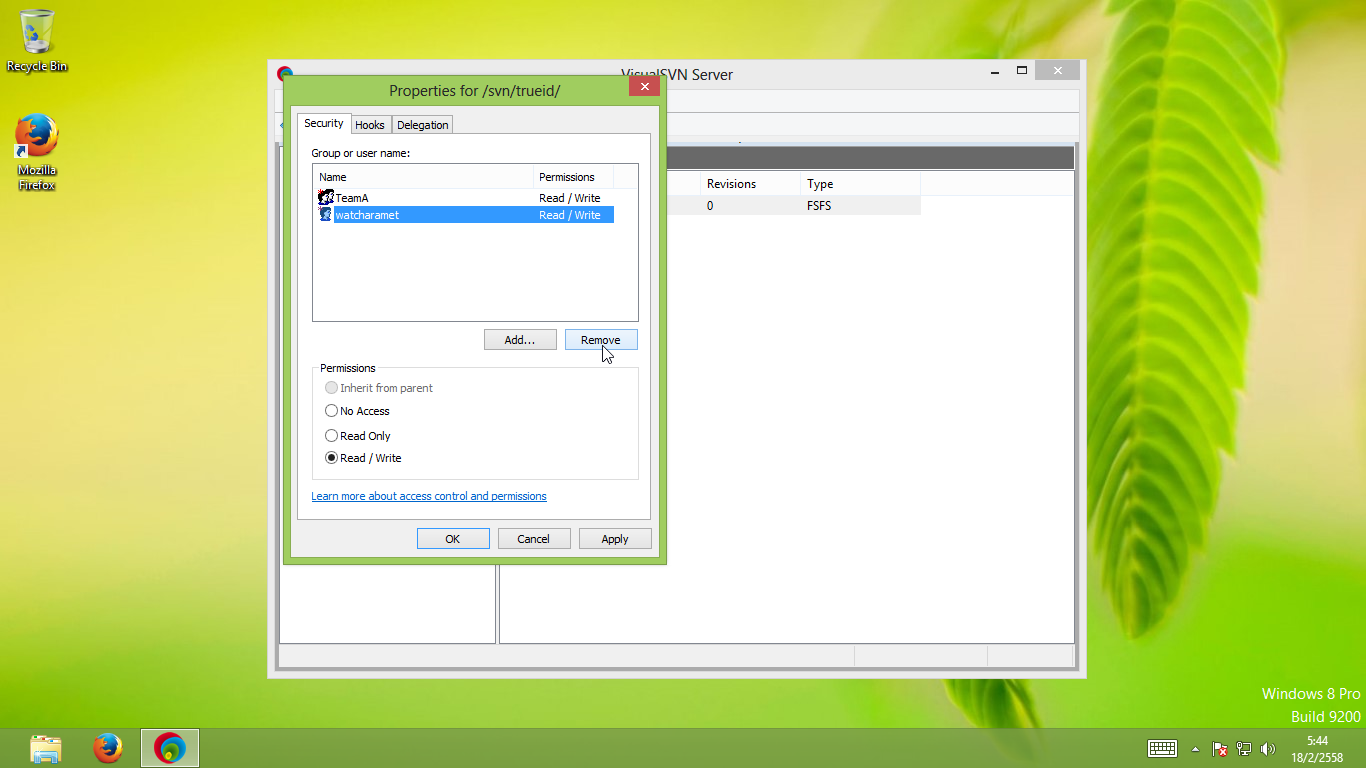 Recycle Bin
Mozilla
Firefox
VisualSVN Server
Properties for /svn/trueid/
Security Hooks Delegation
Group or user name:
Name Permissions
TeamA Read / Write
watcharamet Read / Write
Add... Remove
Permissions
Inherit from parent
No Access
Read Only
Read / Write
Learn more about access control and permissions
OK Cancel Apply
Revisions Type
0 FSFS
Windows 8 Pro
Build 9200
5:44
18/2/2558